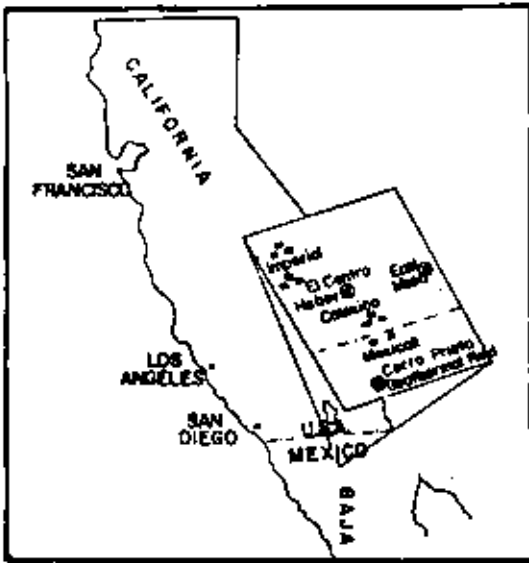 CALIFORNIA
SAN
FRANCISCO
Imperial
El Centro
Heber
East
Mesa
Calexico
Mexicali
Cerro Prieto
Geothermal Field
LOS
ANGELES
SAN
DIEGO
U.S.A.
MEXICO
BAJA